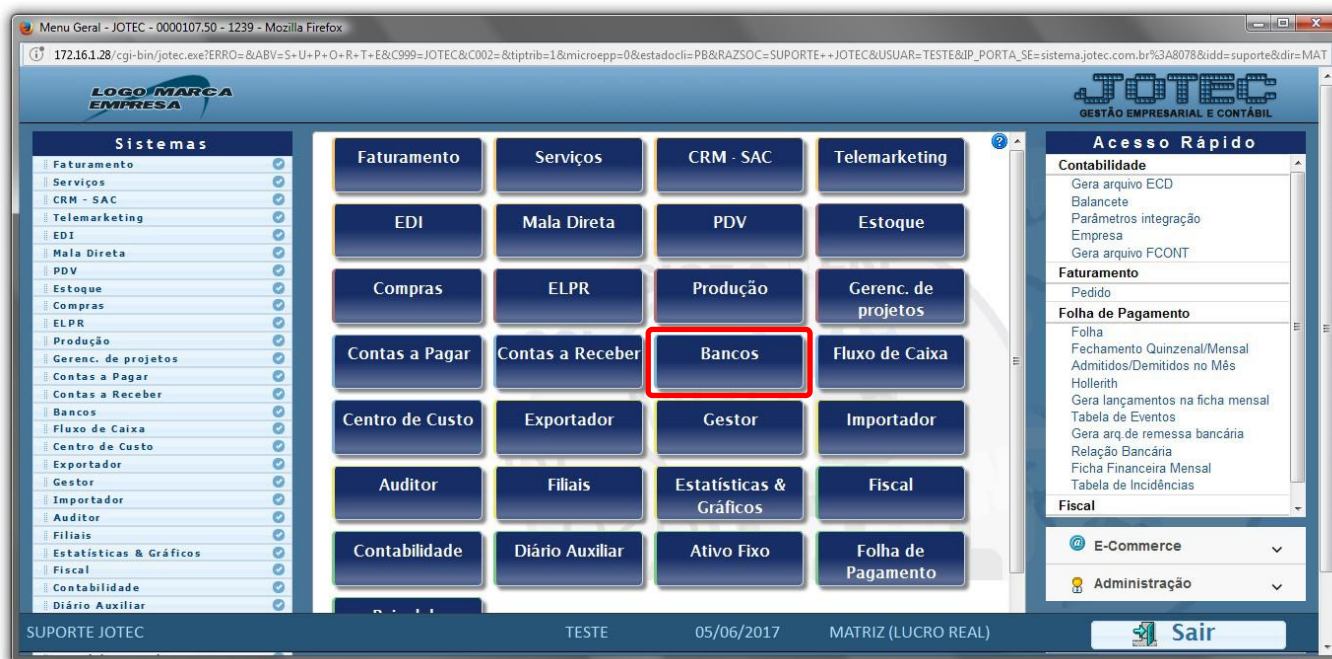 Menu Geral - JOTEC - 0000107.50 - 1239 - Mozilla Firefox
172.16.1.28/cgi-bin/jotec.exe?ERRO=&ABV=S+U+P+O+R+T+E&C999=JOTEC&C002=&tiptrib=1&microepp=0&estadocli=PB&RAZSOC=SUPORTE++JOTEC&USUAR=TESTE&IP_PORTA_SE=sistema.jotec.com.br%3A8078&idd=suporte&dir=MAT
LOGO MARCA
EMPRESA
JOTEC
GESTÃO EMPRESARIAL E CONTÁBIL
Sistemas
Faturamento
Serviços
CRM - SAC
Telemarketing
EDI
Mala Direta
PDV
Estoque
Compras
ELPR
Produção
Gerenc. de projetos
Contas a Pagar
Contas a Receber
Bancos
Fluxo de Caixa
Centro de Custo
Exportador
Gestor
Importador
Auditor
Filiais
Estatísticas & Gráficos
Fiscal
Contabilidade
Diário Auxiliar
Faturamento
Serviços
CRM - SAC
Telemarketing
EDI
Mala Direta
PDV
Estoque
Compras
ELPR
Produção
Gerenc. de
projetos
Contas a Pagar
Contas a Receber
Bancos
Fluxo de Caixa
Centro de Custo
Exportador
Gestor
Importador
Auditor
Filiais
Estatísticas &
Gráficos
Fiscal
Contabilidade
Diário Auxiliar
Ativo Fixo
Folha de
Pagamento
Acesso Rápido
Contabilidade
Gera arquivo ECD
Balancete
Parâmetros integração
Empresa
Gera arquivo FCONT
Faturamento
Pedido
Folha de Pagamento
Folha
Fechamento Quinzenal/Mensal
Admitidos/Demitidos no Mês
Hollerith
Gera lançamentos na ficha mensal
Tabela de Eventos
Gera arq.de remessa bancária
Relação Bancária
Ficha Financeira Mensal
Tabela de Incidências
Fiscal
E-Commerce
Administração
SUPORTE JOTEC
TESTE
05/06/2017
MATRIZ (LUCRO REAL)
Sair